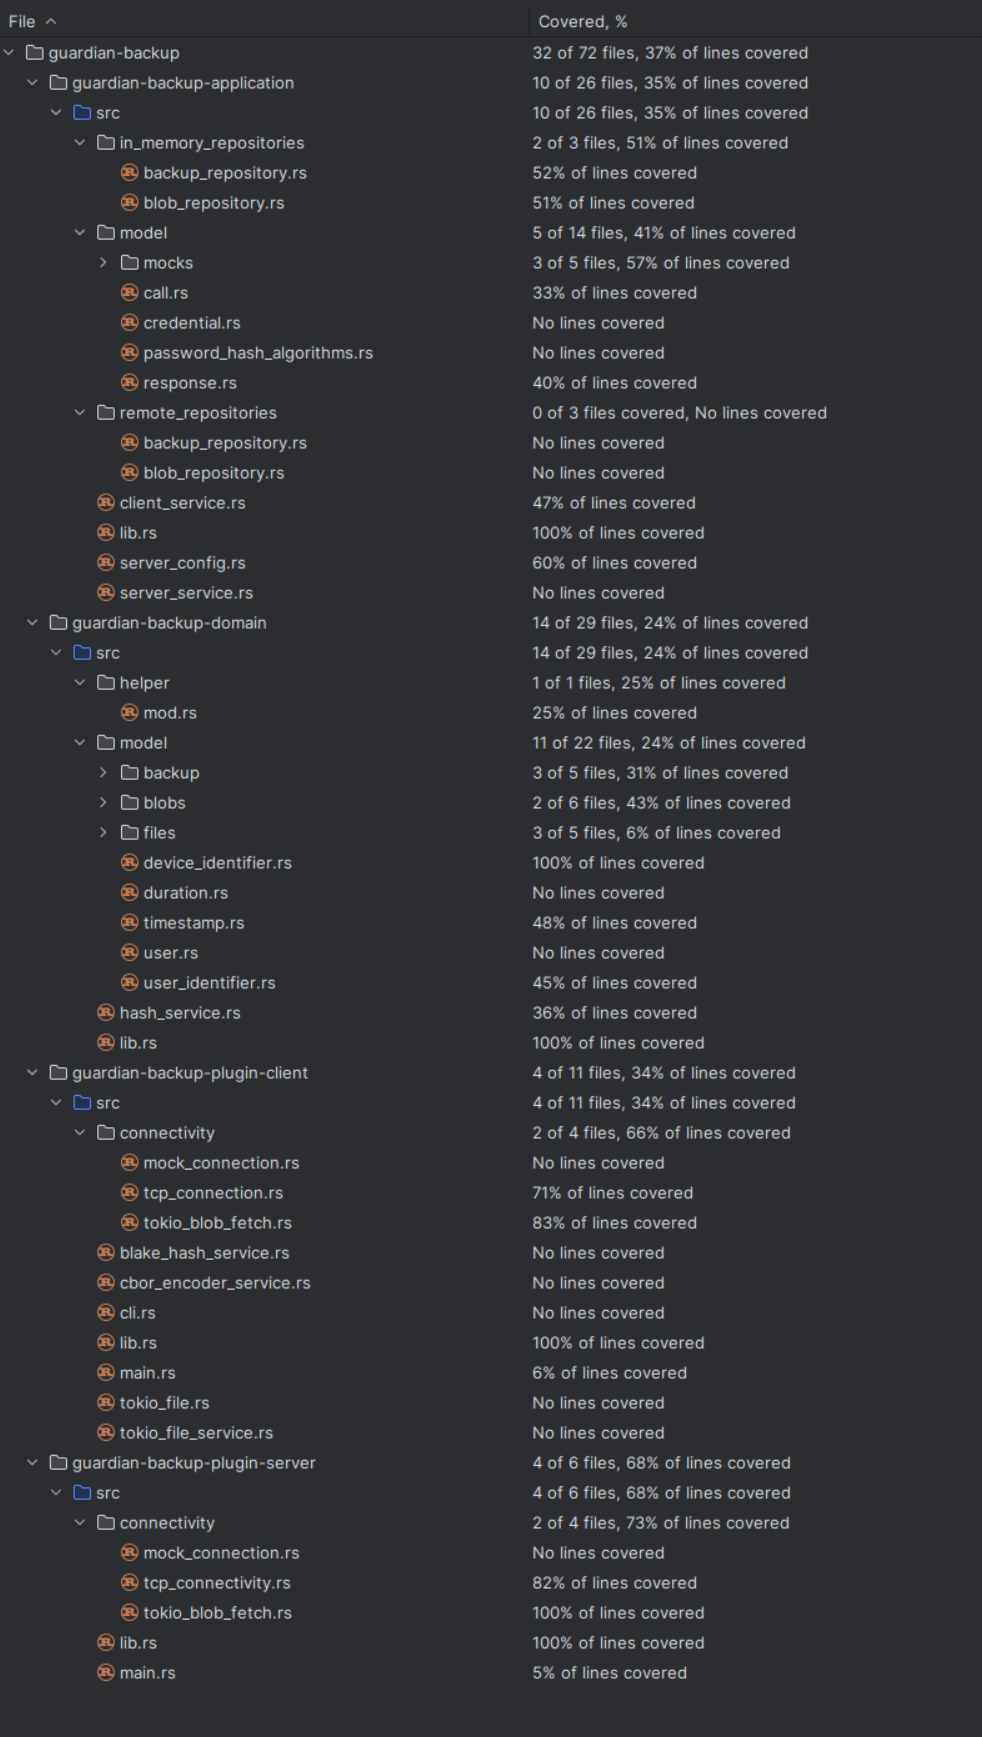 File Covered, %
guardian-backup 32 of 72 files, 37% of lines covered
guardian-backup-application 10 of 26 files, 35% of lines covered
src 10 of 26 files, 35% of lines covered
in_memory_repositories 2 of 3 files, 51% of lines covered
backup_repository.rs 52% of lines covered
blob_repository.rs 51% of lines covered
model 5 of 14 files, 41% of lines covered
mocks 3 of 5 files, 57% of lines covered
call.rs 33% of lines covered
credential.rs No lines covered
password_hash_algorithms.rs No lines covered
response.rs 40% of lines covered
remote_repositories 0 of 3 files covered, No lines covered
backup_repository.rs No lines covered
blob_repository.rs No lines covered
client_service.rs 47% of lines covered
lib.rs 100% of lines covered
server_config.rs 60% of lines covered
server_service.rs No lines covered
guardian-backup-domain 14 of 29 files, 24% of lines covered
src 14 of 29 files, 24% of lines covered
helper 1 of 1 files, 25% of lines covered
mod.rs 25% of lines covered
model 11 of 22 files, 24% of lines covered
backup 3 of 5 files, 31% of lines covered
blobs 2 of 6 files, 43% of lines covered
files 3 of 5 files, 6% of lines covered
device_identifier.rs 100% of lines covered
duration.rs No lines covered
timestamp.rs 48% of lines covered
user.rs No lines covered
user_identifier.rs 45% of lines covered
hash_service.rs 36% of lines covered
lib.rs 100% of lines covered
guardian-backup-plugin-client 4 of 11 files, 34% of lines covered
src 4 of 11 files, 34% of lines covered
connectivity 2 of 4 files, 66% of lines covered
mock_connection.rs No lines covered
tcp_connection.rs 71% of lines covered
tokio_blob_fetch.rs 83% of lines covered
blake_hash_service.rs No lines covered
cbor_encoder_service.rs No lines covered
cli.rs No lines covered
lib.rs 100% of lines covered
main.rs 6% of lines covered
tokio_file.rs No lines covered
tokio_file_service.rs No lines covered
guardian-backup-plugin-server 4 of 6 files, 68% of lines covered
src 4 of 6 files, 68% of lines covered
connectivity 2 of 4 files, 73% of lines covered
mock_connection.rs No lines covered
tcp_connectivity.rs 82% of lines covered
tokio_blob_fetch.rs 100% of lines covered
lib.rs 100% of lines covered
main.rs 5% of lines covered